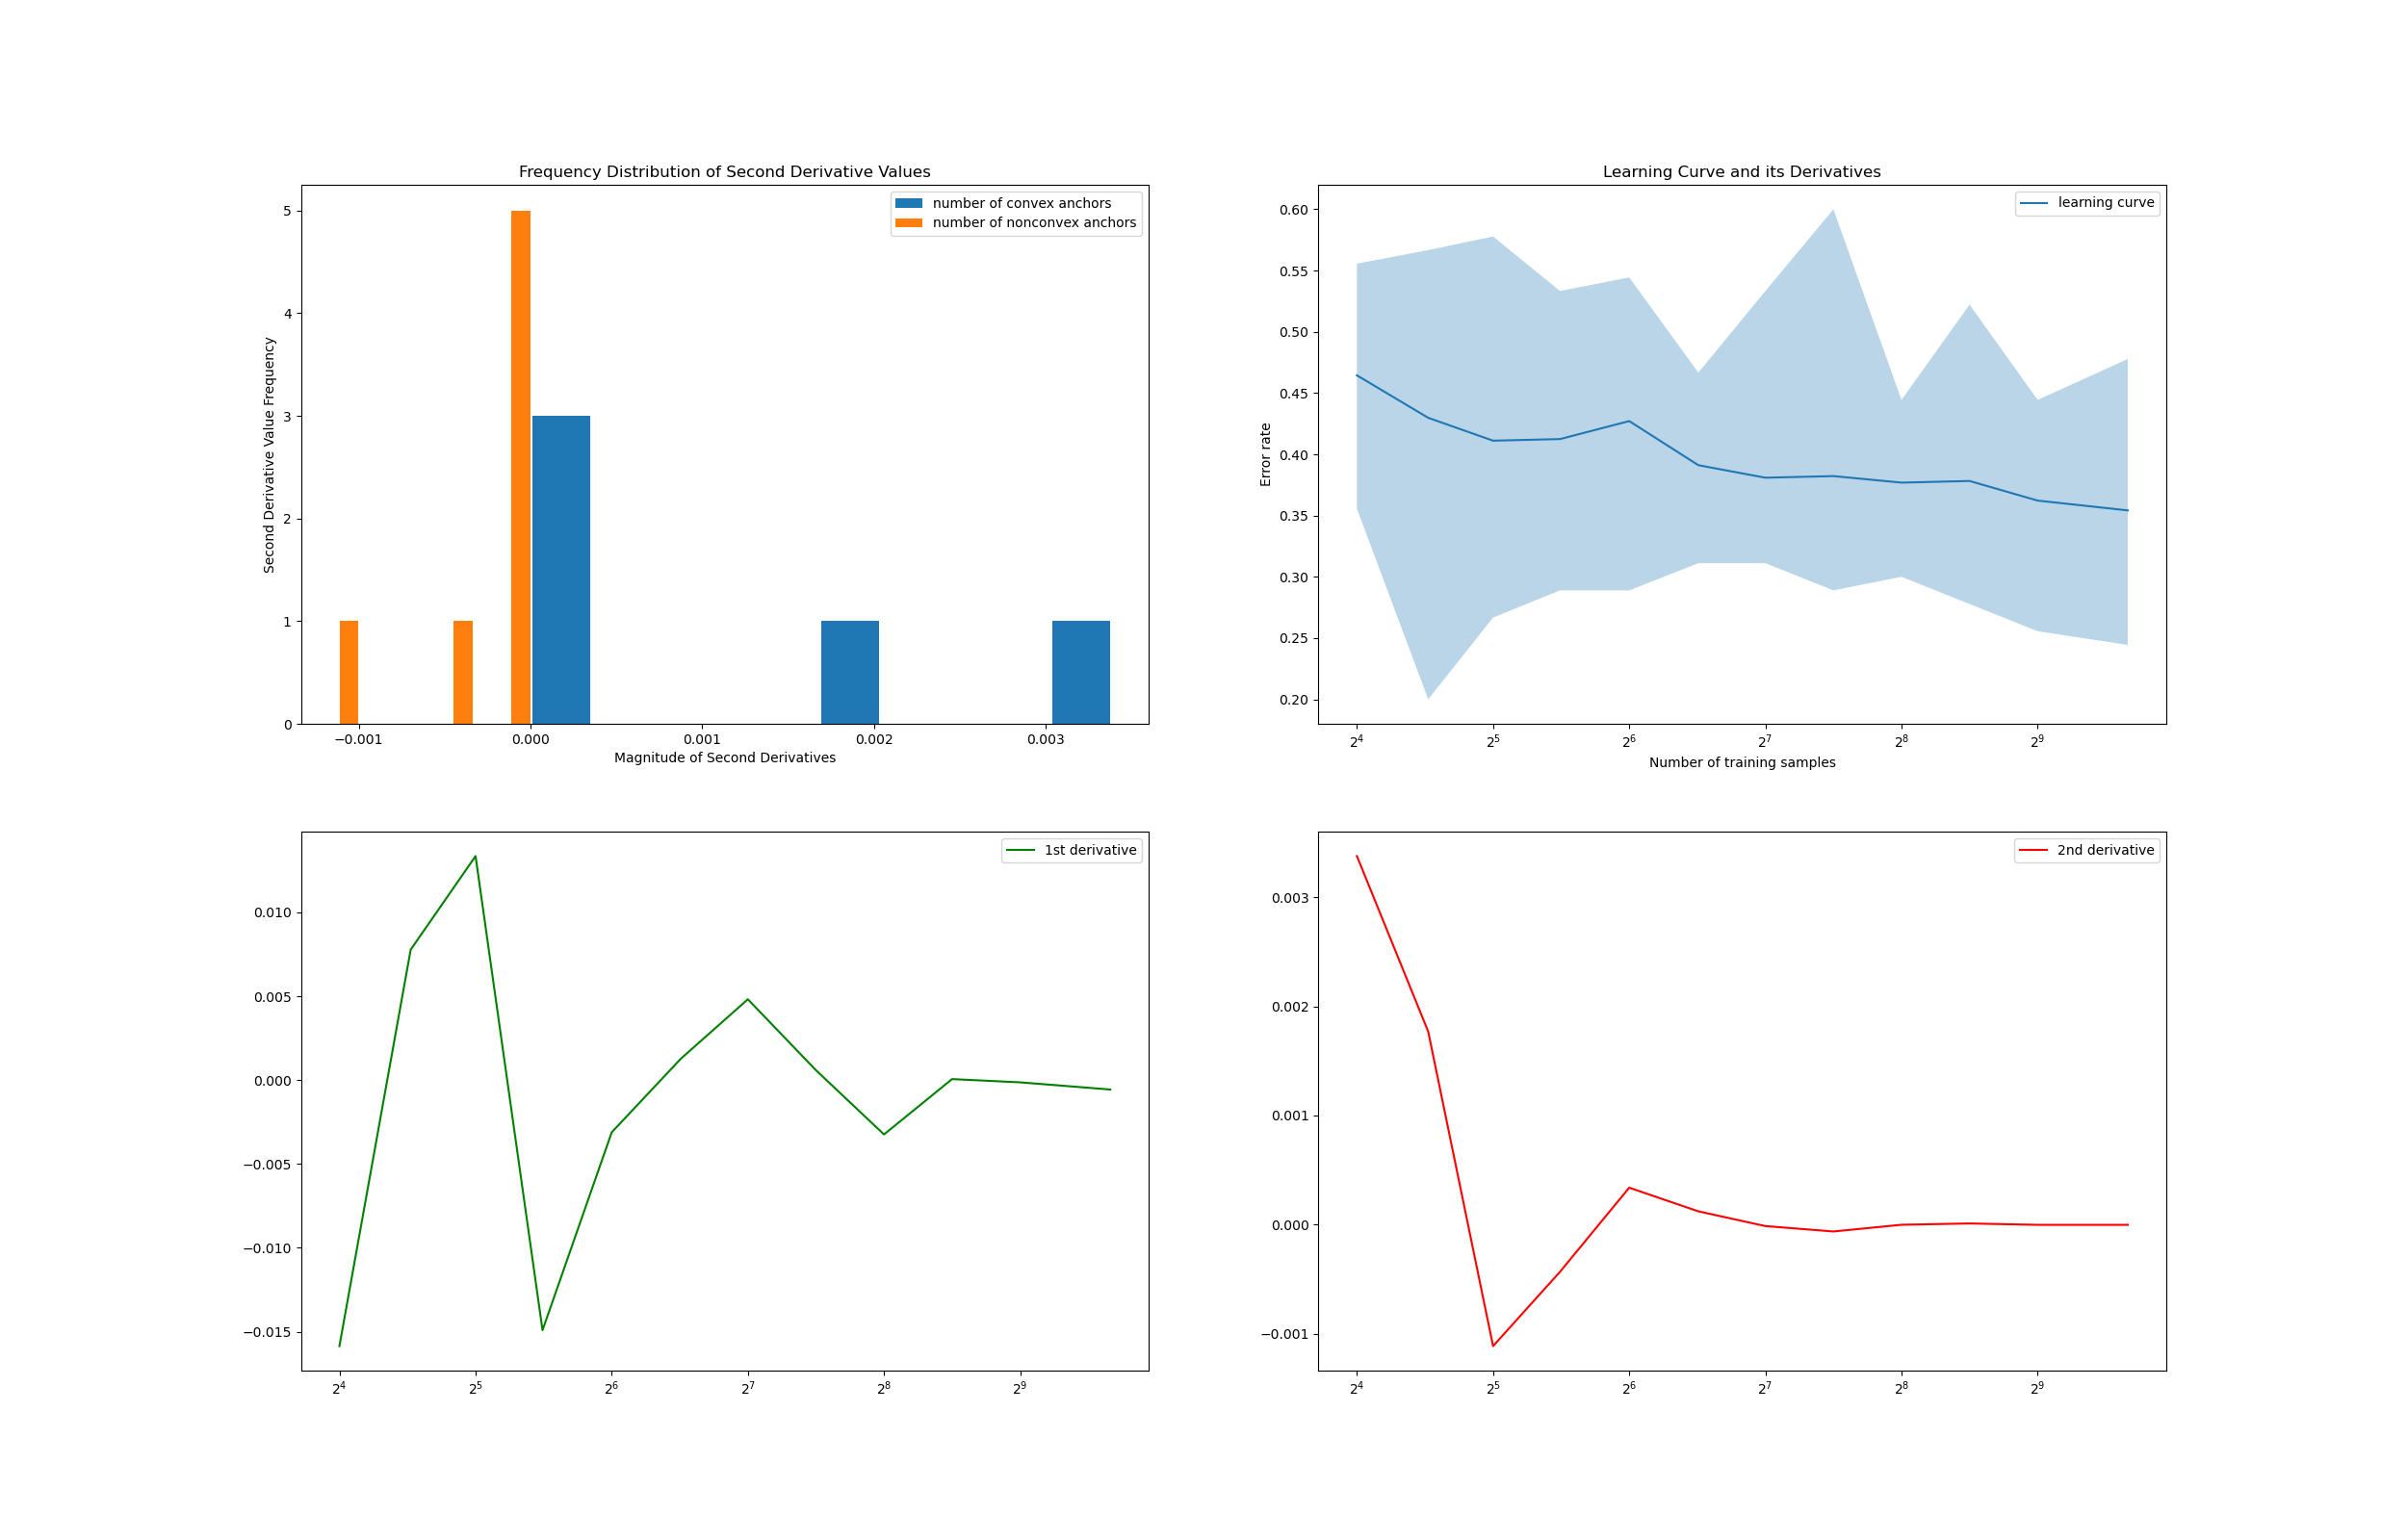 Frequency Distribution of Second Derivative Values
number of convex anchors
number of nonconvex anchors
Second Derivative Value Frequency
5
4
3
2
1
0
−0.001 0.000 0.001 0.002 0.003
Magnitude of Second Derivatives
Learning Curve and its Derivatives
learning curve
Error rate
0.60
0.55
0.50
0.45
0.40
0.35
0.30
0.25
0.20
2⁴ 2⁵ 2⁶ 2⁷ 2⁸ 2⁹
Number of training samples
1st derivative
0.010
0.005
0.000
−0.005
−0.010
−0.015
2⁴ 2⁵ 2⁶ 2⁷ 2⁸ 2⁹
2nd derivative
0.003
0.002
0.001
0.000
−0.001
2⁴ 2⁵ 2⁶ 2⁷ 2⁸ 2⁹